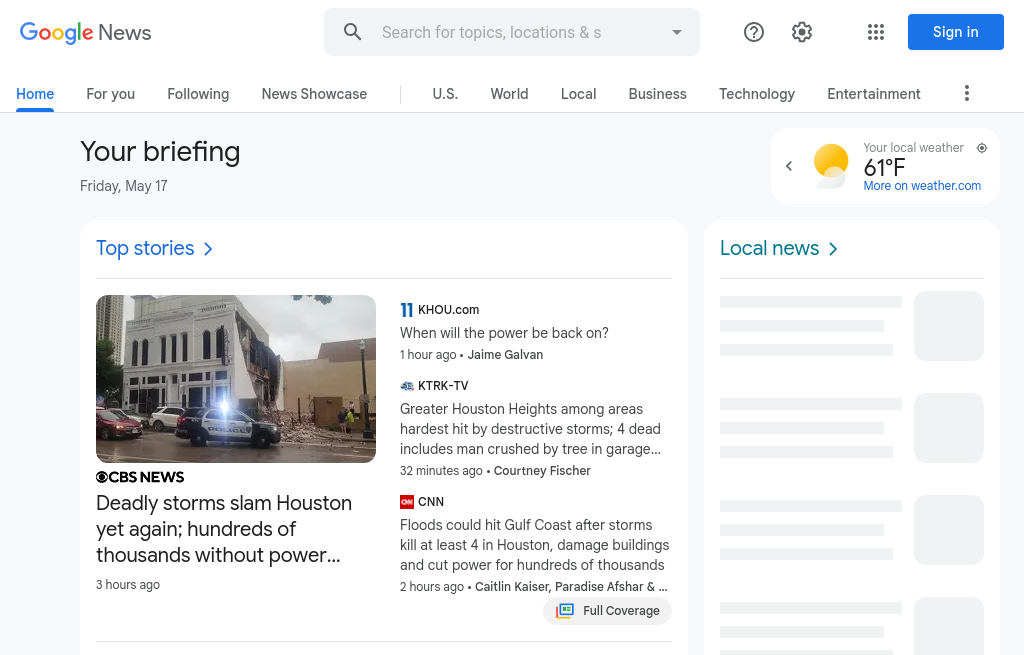 Google News
Search for topics, locations & s
Sign in
Home
For you
Following
News Showcase
U.S.
World
Local
Business
Technology
Entertainment
Your briefing
Friday, May 17
Your local weather
61°F
More on weather.com
Top stories
Local news
POLICE
CBS NEWS
Deadly storms slam Houston
yet again; hundreds of
thousands without power...
3 hours ago
11 KHOU.com
When will the power be back on?
1 hour ago • Jaime Galvan
KTRK-TV
Greater Houston Heights among areas
hardest hit by destructive storms; 4 dead
includes man crushed by tree in garage...
32 minutes ago • Courtney Fischer
CNN CNN
Floods could hit Gulf Coast after storms
kill at least 4 in Houston, damage buildings
and cut power for hundreds of thousands
2 hours ago • Caitlin Kaiser, Paradise Afshar & ...
Full Coverage